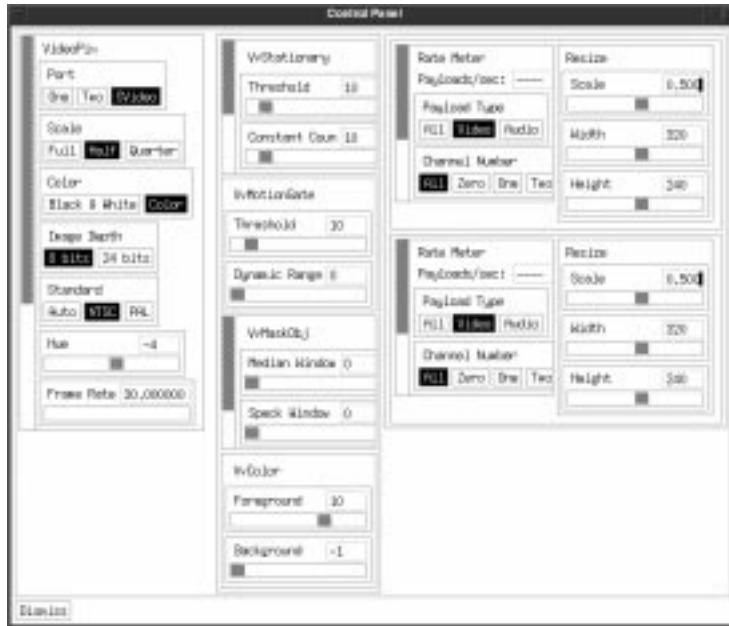 Control Panel
VideoPix
Port
One Two SVideo
Scale
Full Half Quarter
Color
Black & White Color
Image Depth
8 bits 24 bits
Standard
Auto NTSC PAL
Hue -4
Frame Rate 30.000000
VvStationary
Threshold 10
Constant Coun 10
VvMotionGate
Threshold 10
Dynamic Range 8
VvMaskObj
Median Window 0
Speck Window 0
VvColor
Foreground 10
Background -1
Rate Meter
Payloads/sec: ----
Payload Type
All Video Audio
Channel Number
All Zero One Two
Resize
Scale 0.500
Width 320
Height 240
Rate Meter
Payloads/sec: ----
Payload Type
All Video Audio
Channel Number
All Zero One Two
Resize
Scale 0.500
Width 320
Height 240
Dismiss